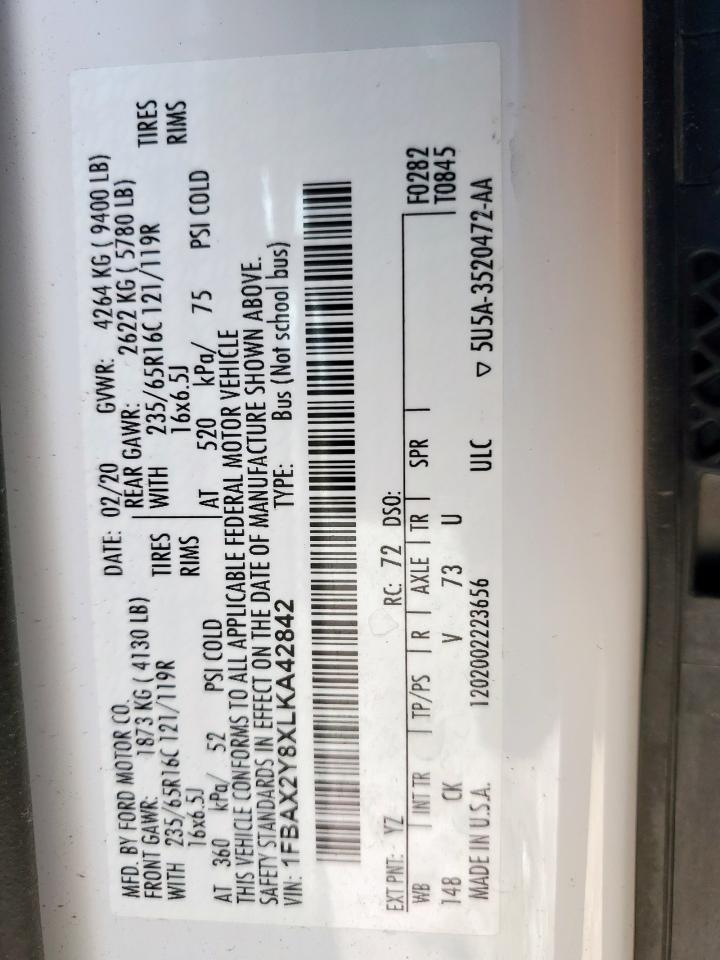 MFD. BY FORD MOTOR CO.
DATE: 02/20 GVWR: 4264 KG ( 9400 LB)
FRONT GAWR: 1873 KG ( 4130 LB)
REAR GAWR: 2622 KG ( 5780 LB)
WITH 235/65R16C 121/119R TIRES
WITH 235/65R16C 121/119R TIRES
16x6.5J RIMS
16x6.5J RIMS
AT 360 kPa/ 52 PSI COLD
AT 520 kPa/ 75 PSI COLD
THIS VEHICLE CONFORMS TO ALL APPLICABLE FEDERAL MOTOR VEHICLE
SAFETY STANDARDS IN EFFECT ON THE DATE OF MANUFACTURE SHOWN ABOVE.
VIN: 1FBAX2Y8XLKA42842 TYPE: Bus (Not school bus)
EXT PNT: YZ RC: 72 DSO:
WB INT TR TP/PS R AXLE TR SPR F0282
148 CK V 73 U T0845
MADE IN U.S.A. 1202002223656 ULC ▽ 5U5A-3520472-AA